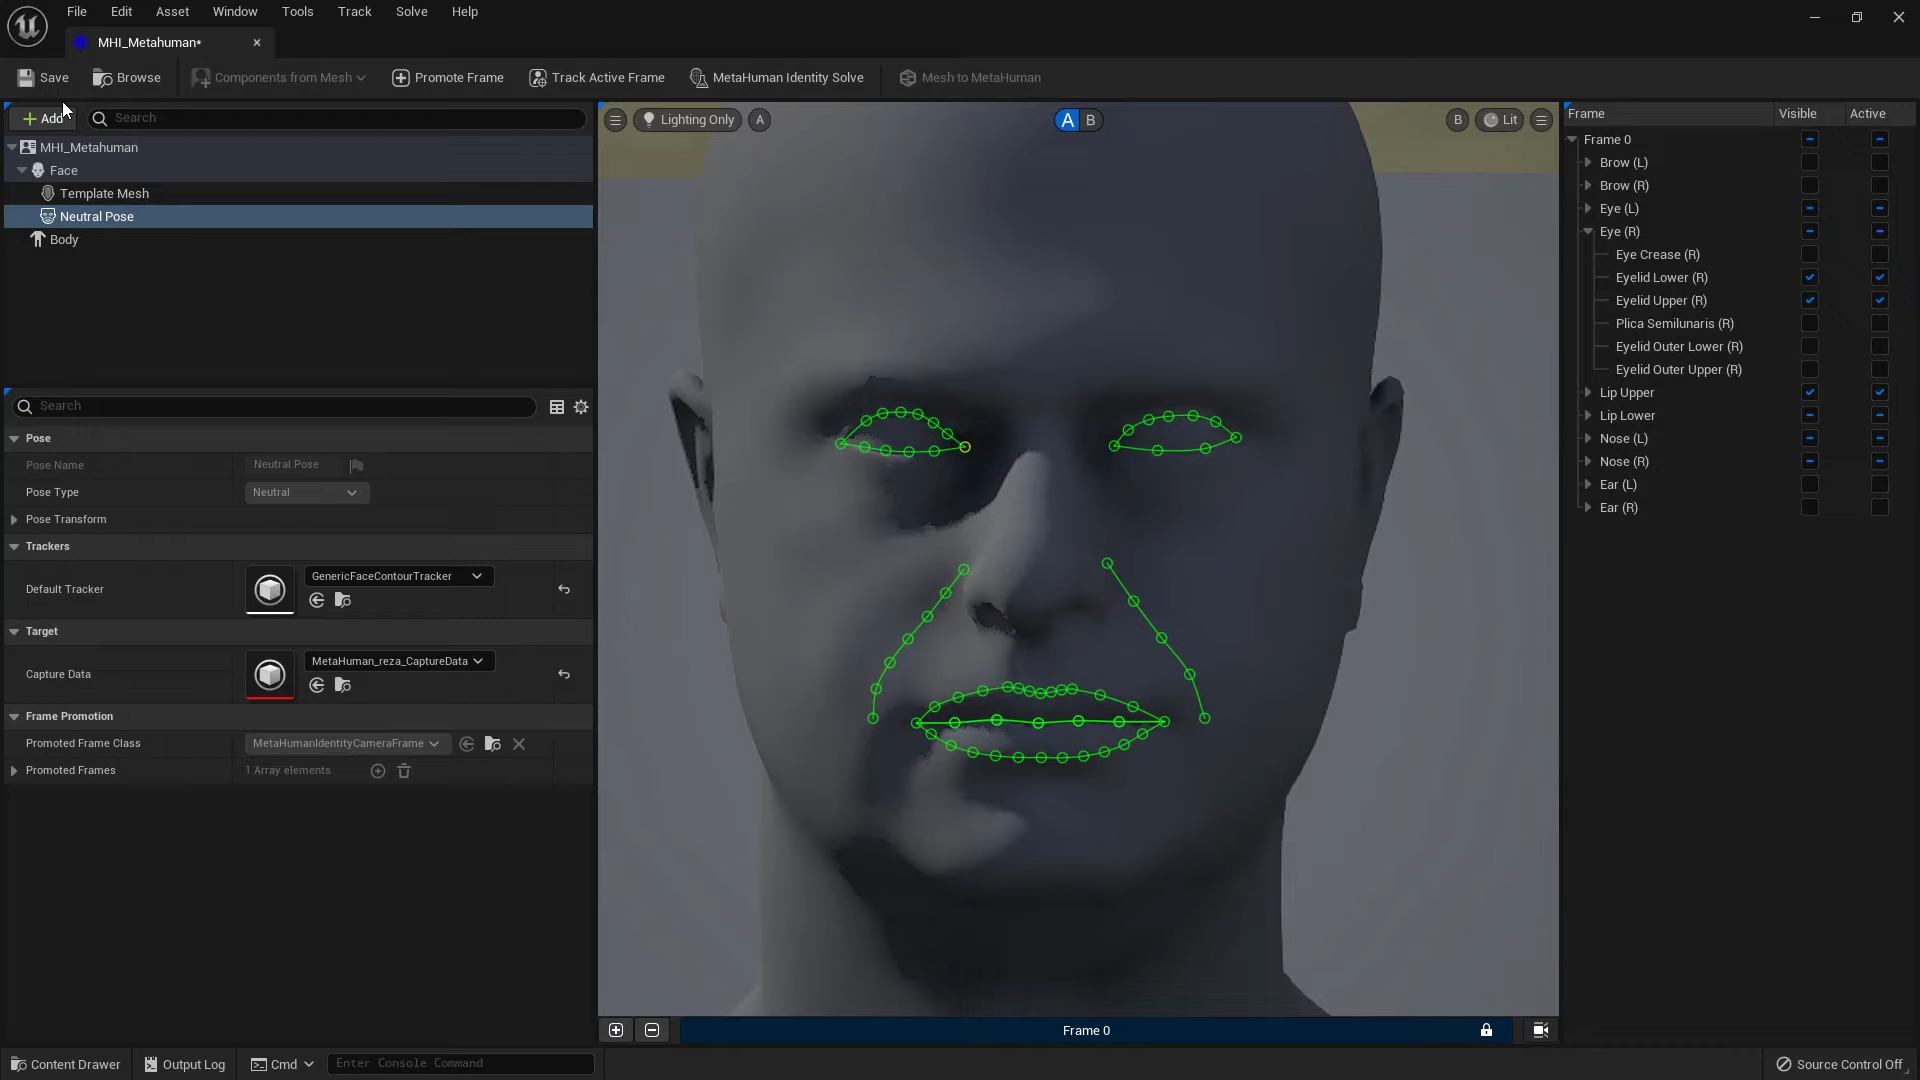 File Edit Asset Window Tools Track Solve Help
MHI_Metahuman*
Save Browse Components from Mesh Promote Frame Track Active Frame MetaHuman Identity Solve Mesh to MetaHuman
Add Search
MHI_Metahuman
Face
Template Mesh
Neutral Pose
Body
Search
Pose
Pose Name Neutral Pose
Pose Type Neutral
Pose Transform
Trackers
Default Tracker GenericFaceContourTracker
Target
Capture Data MetaHuman_reza_CaptureData
Frame Promotion
Promoted Frame Class MetaHumanIdentityCameraFrame
Promoted Frames 1 Array elements
Lighting Only A A B B Lit
Frame 0
Frame Visible Active
Frame 0
Brow (L)
Brow (R)
Eye (L)
Eye (R)
Eye Crease (R)
Eyelid Lower (R)
Eyelid Upper (R)
Plica Semilunaris (R)
Eyelid Outer Lower (R)
Eyelid Outer Upper (R)
Lip Upper
Lip Lower
Nose (L)
Nose (R)
Ear (L)
Ear (R)
Content Drawer Output Log Cmd Enter Console Command Source Control Off